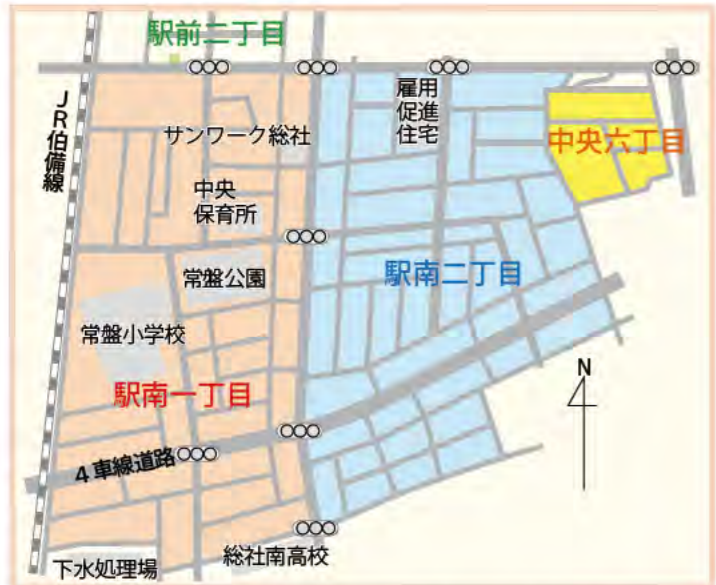 駅前二丁目
JR伯備線
サンワーク総社
雇用
促進
住宅
中央六丁目
中央
保育所
常盤公園
駅南二丁目
常盤小学校
駅南一丁目
N
4車線道路
総社南高校
下水処理場